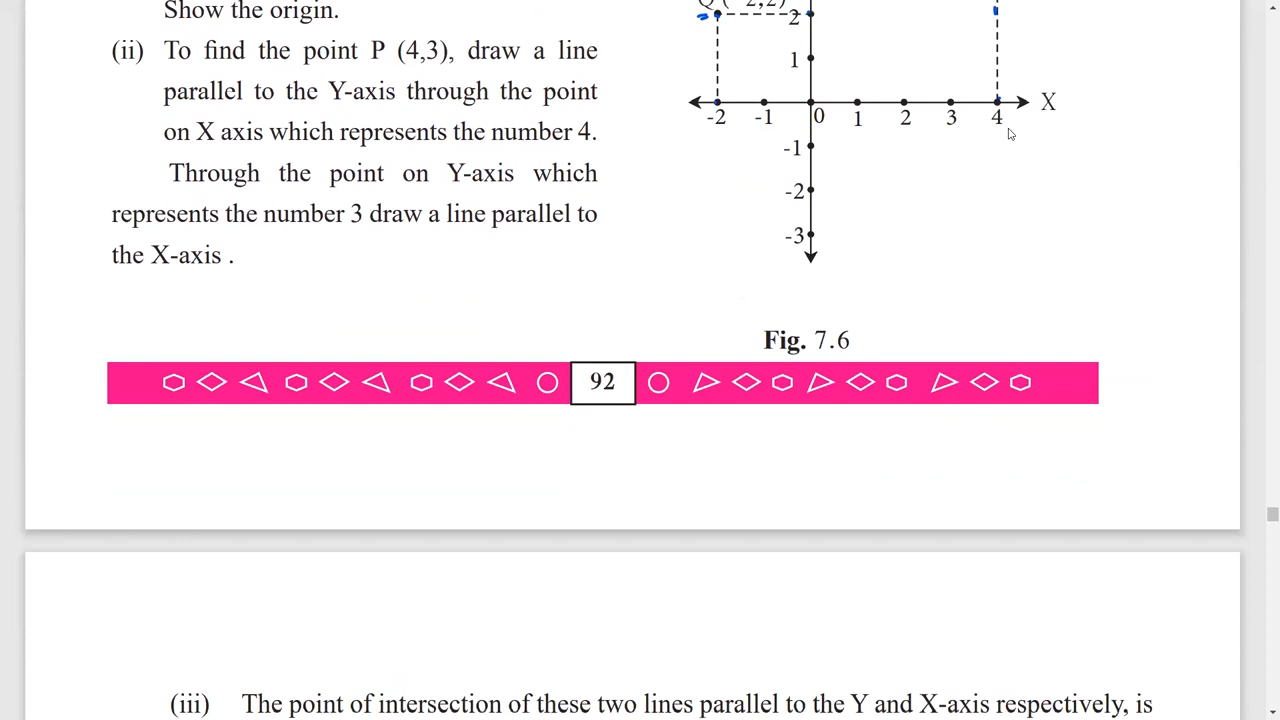 Show the origin.
(ii) To find the point P (4,3), draw a line
parallel to the Y-axis through the point
on X axis which represents the number 4.
Through the point on Y-axis which
represents the number 3 draw a line parallel to
the X-axis .
Q (-2,2)
2
1
X
-2 -1 0 1 2 3 4
-1
-2
-3
Fig. 7.6
92
(iii) The point of intersection of these two lines parallel to the Y and X-axis respectively, is